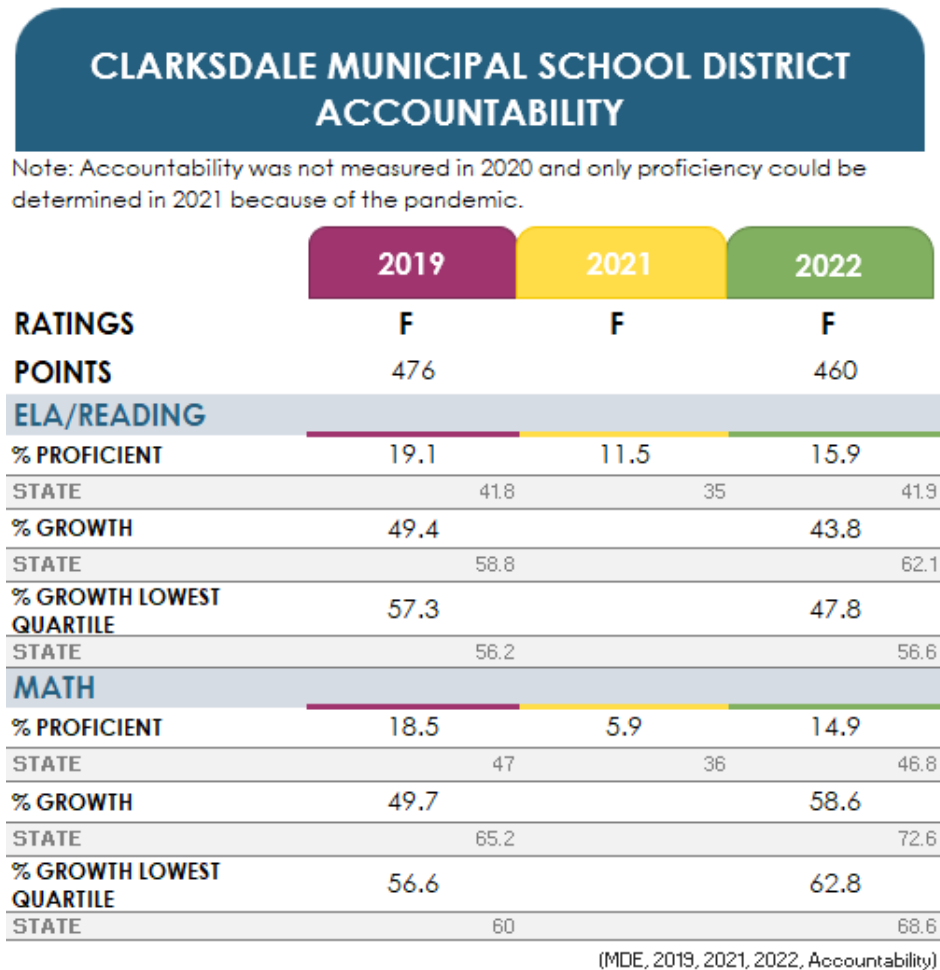 CLARKSDALE MUNICIPAL SCHOOL DISTRICT
ACCOUNTABILITY
Note: Accountability was not measured in 2020 and only proficiency could be
determined in 2021 because of the pandemic.
2019 2021 2022
RATINGS F F F
POINTS 476 460
ELA/READING
% PROFICIENT 19.1 11.5 15.9
STATE 41.8 35 41.9
% GROWTH 49.4 43.8
STATE 58.8 62.1
% GROWTH LOWEST
QUARTILE 57.3 47.8
STATE 56.2 56.6
MATH
% PROFICIENT 18.5 5.9 14.9
STATE 47 36 46.8
% GROWTH 49.7 58.6
STATE 65.2 72.6
% GROWTH LOWEST
QUARTILE 56.6 62.8
STATE 60 68.6
(MDE, 2019, 2021, 2022, Accountability)